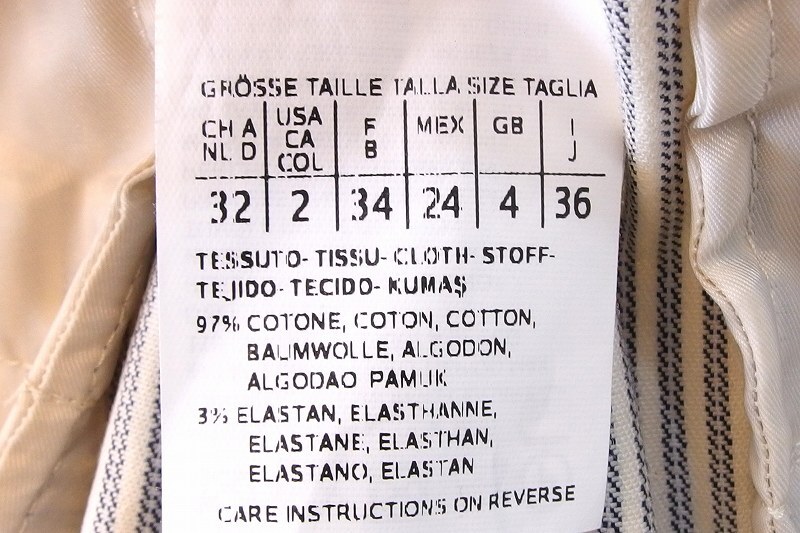 GRÖSSE TAILLE TALLA SIZE TAGLIA
CH A NL D USA CA COL F B MEX GB I J
32 2 34 24 4 36
TESSUTO- TISSU- CLOTH- STOFF-
TEJIDO- TECIDO- KUMAŞ
97% COTONE, COTON, COTTON,
BAUMWOLLE, ALGODON,
ALGODAO PAMUK
3% ELASTAN, ELASTHANNE,
ELASTANE, ELASTHAN,
ELASTANO, ELASTAN
CARE INSTRUCTIONS ON REVERSE